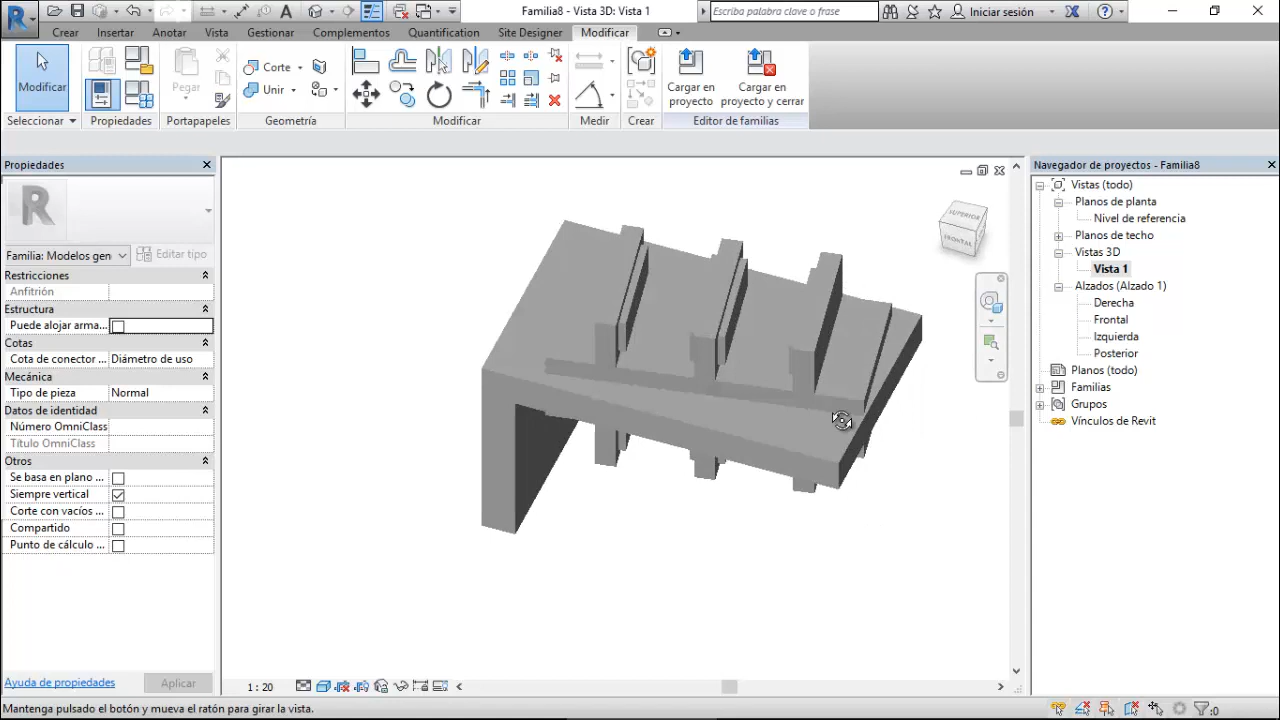 Familia8 - Vista 3D: Vista 1
Escriba palabra clave o frase
Iniciar sesión
Crear
Insertar
Anotar
Vista
Gestionar
Complementos
Quantification
Site Designer
Modificar
Modificar
Pegar
Corte
Unir
Cargar en
proyecto
Cargar en
proyecto y cerrar
Seleccionar
Propiedades
Portapapeles
Geometría
Modificar
Medir
Crear
Editor de familias
Propiedades
Familia: Modelos gen
Editar tipo
Restricciones
Anfitrión
Estructura
Puede alojar arma...
Cotas
Cota de conector ...
Diámetro de uso
Mecánica
Tipo de pieza
Normal
Datos de identidad
Número OmniClass
Título OmniClass
Otros
Se basa en plano ...
Siempre vertical
Corte con vacíos ...
Compartido
Punto de cálculo ...
Ayuda de propiedades
Aplicar
SUPERIOR
FRONTAL
1 : 20
Navegador de proyectos - Familia8
Vistas (todo)
Planos de planta
Nivel de referencia
Planos de techo
Vistas 3D
Vista 1
Alzados (Alzado 1)
Derecha
Frontal
Izquierda
Posterior
Planos (todo)
Familias
Grupos
Vínculos de Revit
Mantenga pulsado el botón y mueva el ratón para girar la vista.
:0